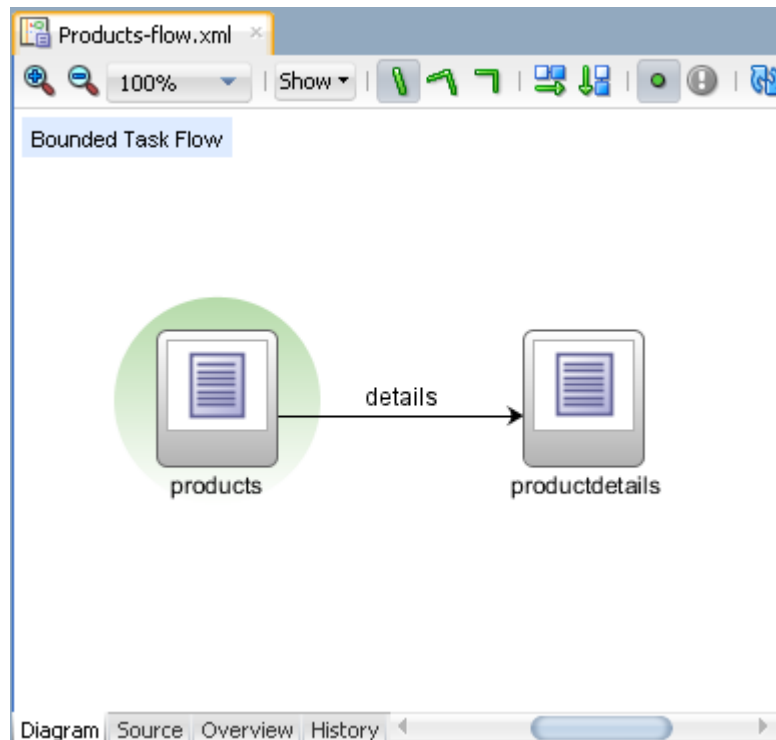 Products-flow.xml
100% Show
Bounded Task Flow
details
products productdetails
Diagram Source Overview History